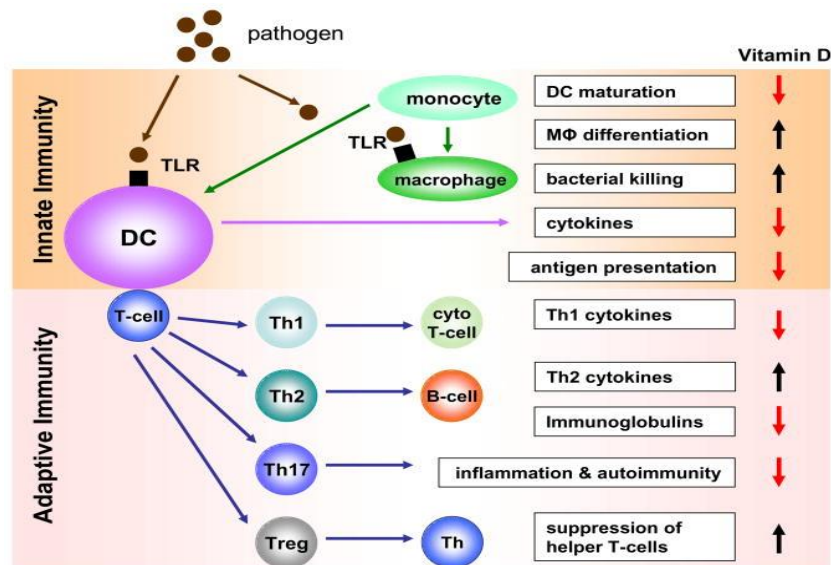 pathogen
Vitamin D
Innate Immunity
monocyte
DC maturation
TLR
MΦ differentiation
TLR
macrophage
bacterial killing
DC
cytokines
antigen presentation
Adaptive Immunity
T-cell
Th1
cyto
T-cell
Th1 cytokines
Th2
B-cell
Th2 cytokines
Immunoglobulins
Th17
inflammation & autoimmunity
Treg
Th
suppression of
helper T-cells